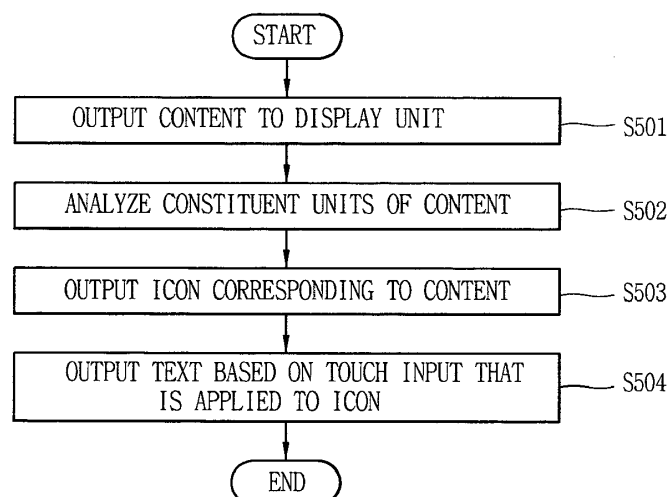 START
OUTPUT CONTENT TO DISPLAY UNIT
S501
ANALYZE CONSTITUENT UNITS OF CONTENT
S502
OUTPUT ICON CORRESPONDING TO CONTENT
S503
OUTPUT TEXT BASED ON TOUCH INPUT THAT
IS APPLIED TO ICON
S504
END